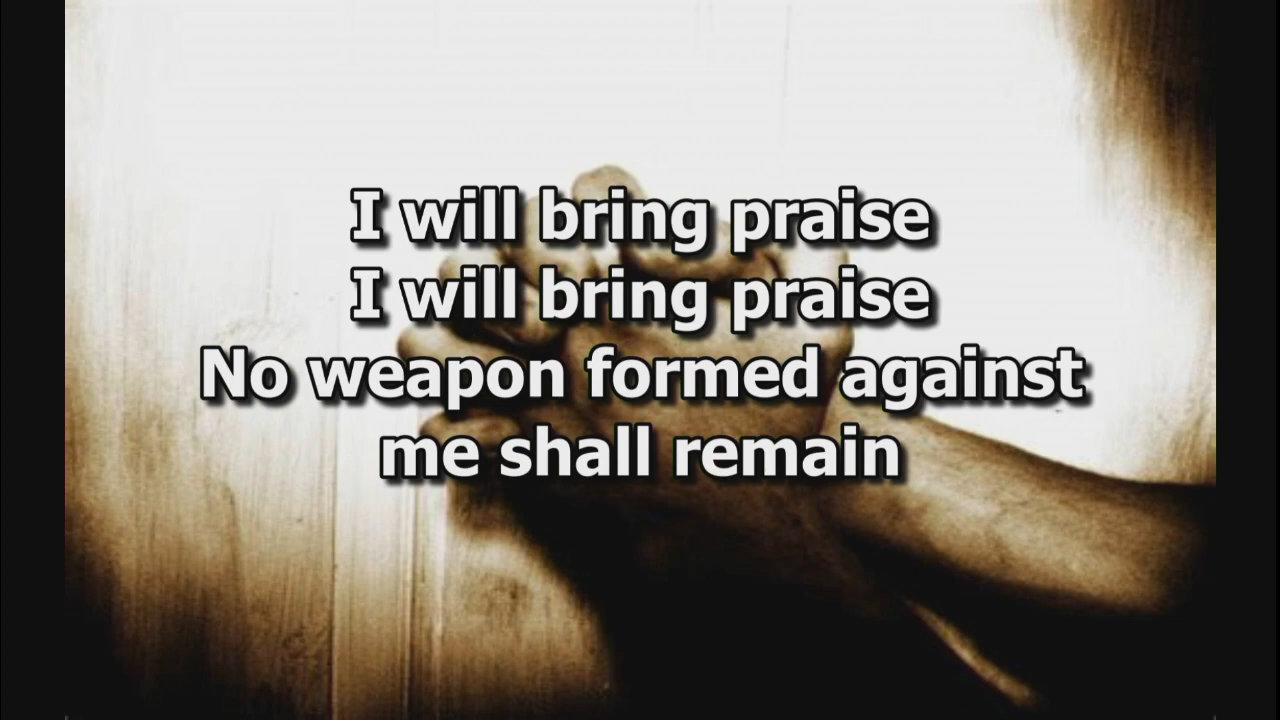 I will bring praise
I will bring praise
No weapon formed against
me shall remain